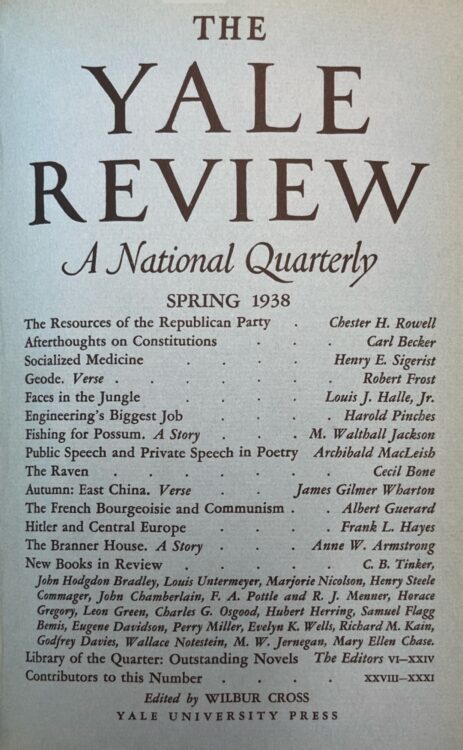 THE
YALE
REVIEW
A National Quarterly
SPRING 1938
The Resources of the Republican Party . Chester H. Rowell
Afterthoughts on Constitutions . . . Carl Becker
Socialized Medicine . . . . Henry E. Sigerist
Geode. Verse . . . . . . . Robert Frost
Faces in the Jungle . . . . Louis J. Halle, Jr.
Engineering's Biggest Job . . . . Harold Pinches
Fishing for Possum. A Story . . . M. Walthall Jackson
Public Speech and Private Speech in Poetry Archibald MacLeish
The Raven . . . . . . . Cecil Bone
Autumn: East China. Verse . . James Gilmer Wharton
The French Bourgeoisie and Communism . . Albert Guerard
Hitler and Central Europe . . . Frank L. Hayes
The Branner House. A Story . . Anne W. Armstrong
New Books in Review . . . . C. B. Tinker,
John Hodgdon Bradley, Louis Untermeyer, Marjorie Nicolson, Henry Steele
Commager, John Chamberlain, F. A. Pottle and R. J. Menner, Horace
Gregory, Leon Green, Charles G. Osgood, Hubert Herring, Samuel Flagg
Bemis, Eugene Davidson, Perry Miller, Evelyn K. Wells, Richard M. Kain,
Godfrey Davies, Wallace Notestein, M. W. Jernegan, Mary Ellen Chase.
Library of the Quarter: Outstanding Novels The Editors VI–XXIV
Contributors to this Number . . . . XXVIII–XXXI
Edited by WILBUR CROSS
YALE UNIVERSITY PRESS